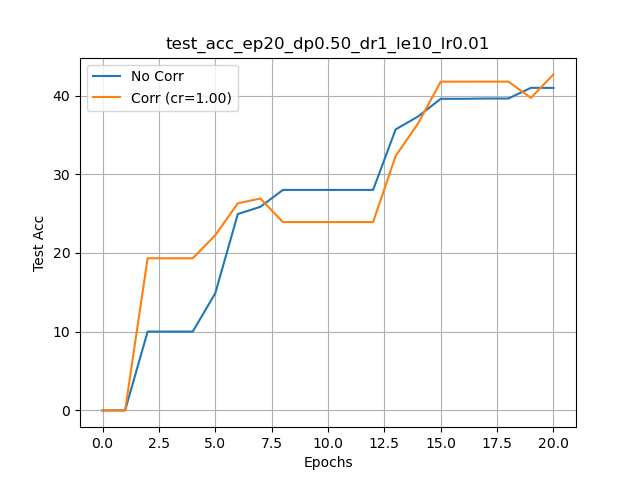 test_acc_ep20_dp0.50_dr1_le10_lr0.01
No Corr
Corr (cr=1.00)
40
30
20
10
0
Test Acc
0.0 2.5 5.0 7.5 10.0 12.5 15.0 17.5 20.0
Epochs